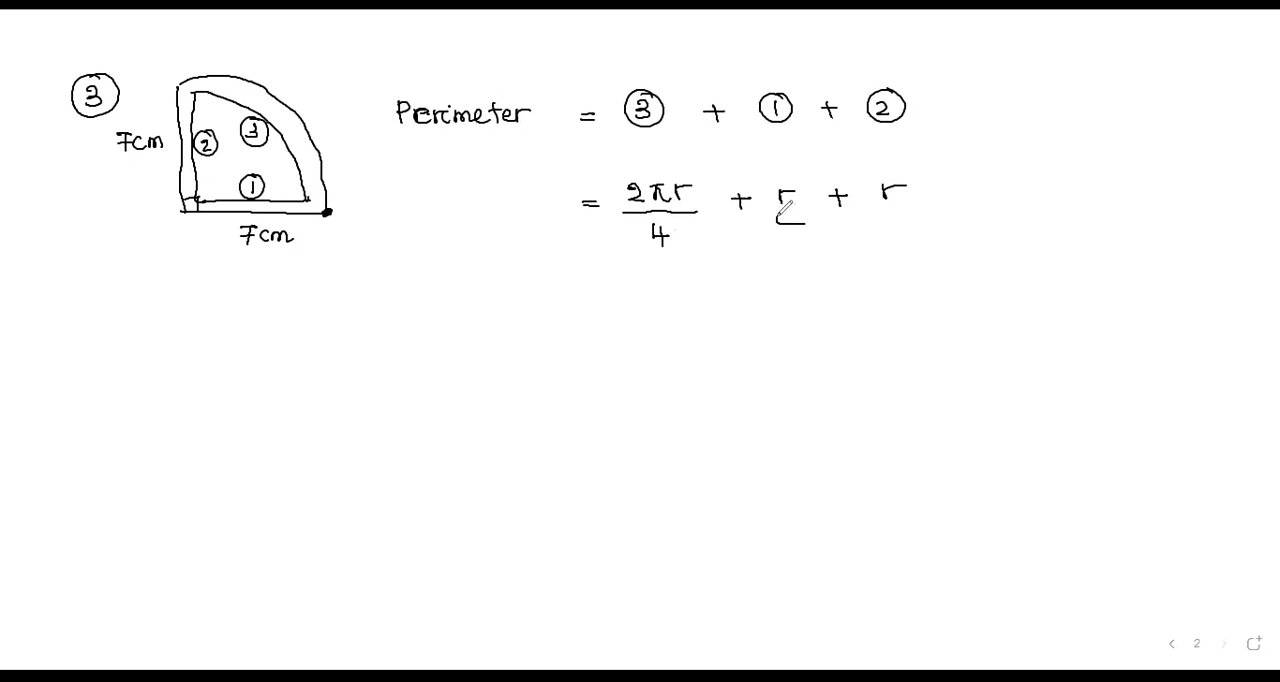 ③
7cm
②
③
①
7cm
Perimeter = ③ + ① + ②
= 2πr/4 + r + r
2